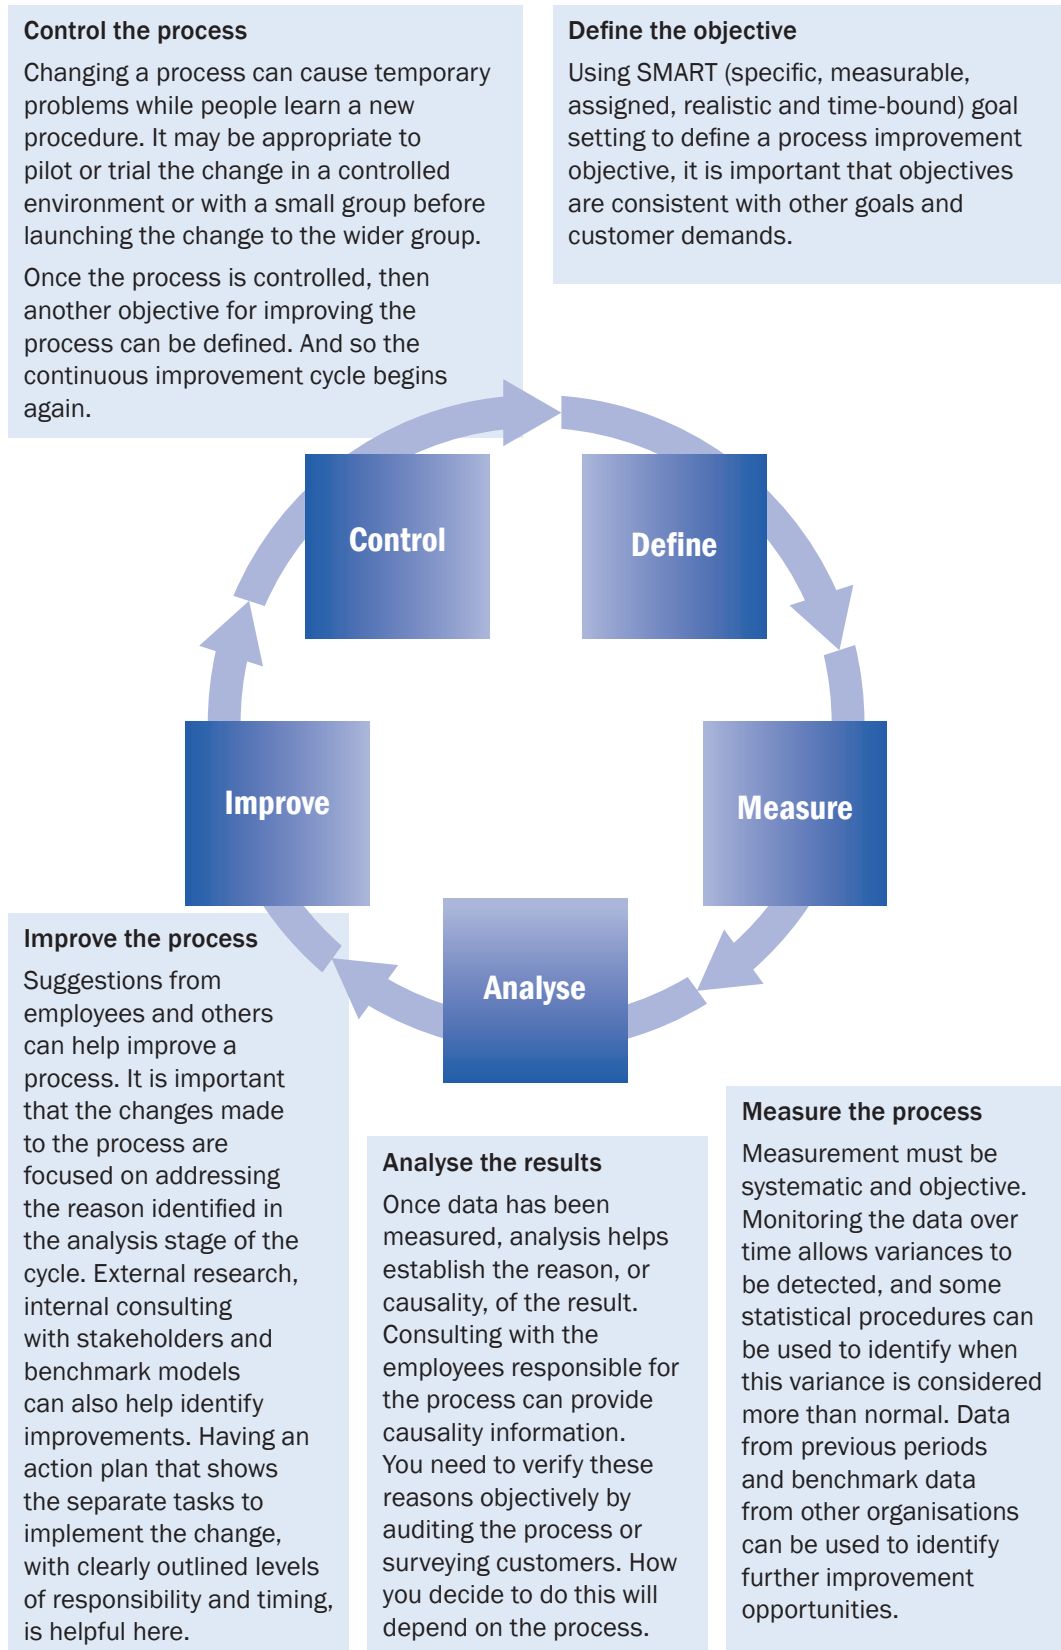 Control the process
Changing a process can cause temporary
problems while people learn a new
procedure. It may be appropriate to
pilot or trial the change in a controlled
environment or with a small group before
launching the change to the wider group.
Once the process is controlled, then
another objective for improving the
process can be defined. And so the
continuous improvement cycle begins
again.
Define the objective
Using SMART (specific, measurable,
assigned, realistic and time-bound) goal
setting to define a process improvement
objective, it is important that objectives
are consistent with other goals and
customer demands.
Control
Define
Improve
Measure
Analyse
Improve the process
Suggestions from
employees and others
can help improve a
process. It is important
that the changes made
to the process are
focused on addressing
the reason identified in
the analysis stage of the
cycle. External research,
internal consulting
with stakeholders and
benchmark models
can also help identify
improvements. Having an
action plan that shows
the separate tasks to
implement the change,
with clearly outlined levels
of responsibility and timing,
is helpful here.
Analyse the results
Once data has been
measured, analysis helps
establish the reason, or
causality, of the result.
Consulting with the
employees responsible for
the process can provide
causality information.
You need to verify these
reasons objectively by
auditing the process or
surveying customers. How
you decide to do this will
depend on the process.
Measure the process
Measurement must be
systematic and objective.
Monitoring the data over
time allows variances to
be detected, and some
statistical procedures can
be used to identify when
this variance is considered
more than normal. Data
from previous periods
and benchmark data
from other organisations
can be used to identify
further improvement
opportunities.